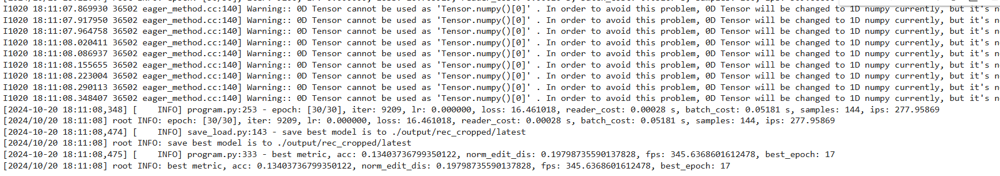 I1020 18:11:07.869930 36502 eager_method.cc:140] Warning:: 0D Tensor cannot be used as 'Tensor.numpy()[0]' . In order to avoid this problem, 0D Tensor will be changed to 1D numpy currently, but it's n
I1020 18:11:07.917950 36502 eager_method.cc:140] Warning:: 0D Tensor cannot be used as 'Tensor.numpy()[0]' . In order to avoid this problem, 0D Tensor will be changed to 1D numpy currently, but it's n
I1020 18:11:07.964758 36502 eager_method.cc:140] Warning:: 0D Tensor cannot be used as 'Tensor.numpy()[0]' . In order to avoid this problem, 0D Tensor will be changed to 1D numpy currently, but it's n
I1020 18:11:08.020411 36502 eager_method.cc:140] Warning:: 0D Tensor cannot be used as 'Tensor.numpy()[0]' . In order to avoid this problem, 0D Tensor will be changed to 1D numpy currently, but it's n
I1020 18:11:08.086937 36502 eager_method.cc:140] Warning:: 0D Tensor cannot be used as 'Tensor.numpy()[0]' . In order to avoid this problem, 0D Tensor will be changed to 1D numpy currently, but it's n
I1020 18:11:08.155655 36502 eager_method.cc:140] Warning:: 0D Tensor cannot be used as 'Tensor.numpy()[0]' . In order to avoid this problem, 0D Tensor will be changed to 1D numpy currently, but it's n
I1020 18:11:08.223004 36502 eager_method.cc:140] Warning:: 0D Tensor cannot be used as 'Tensor.numpy()[0]' . In order to avoid this problem, 0D Tensor will be changed to 1D numpy currently, but it's n
I1020 18:11:08.290113 36502 eager_method.cc:140] Warning:: 0D Tensor cannot be used as 'Tensor.numpy()[0]' . In order to avoid this problem, 0D Tensor will be changed to 1D numpy currently, but it's n
I1020 18:11:08.348407 36502 eager_method.cc:140] Warning:: 0D Tensor cannot be used as 'Tensor.numpy()[0]' . In order to avoid this problem, 0D Tensor will be changed to 1D numpy currently, but it's n
[2024-10-20 18:11:08,348] [    INFO] program.py:253 - epoch: [30/30], iter: 9209, lr: 0.000000, loss: 16.461018, reader_cost: 0.00028 s, batch_cost: 0.05181 s, samples: 144, ips: 277.95869
[2024/10/20 18:11:08] root INFO: epoch: [30/30], iter: 9209, lr: 0.000000, loss: 16.461018, reader_cost: 0.00028 s, batch_cost: 0.05181 s, samples: 144, ips: 277.95869
[2024-10-20 18:11:08,474] [    INFO] save_load.py:143 - save best model is to ./output/rec_cropped/latest
[2024/10/20 18:11:08] root INFO: save best model is to ./output/rec_cropped/latest
[2024-10-20 18:11:08,475] [    INFO] program.py:333 - best metric, acc: 0.13403736799350122, norm_edit_dis: 0.19798735590137828, fps: 345.6368601612478, best_epoch: 17
[2024/10/20 18:11:08] root INFO: best metric, acc: 0.13403736799350122, norm_edit_dis: 0.19798735590137828, fps: 345.6368601612478, best_epoch: 17